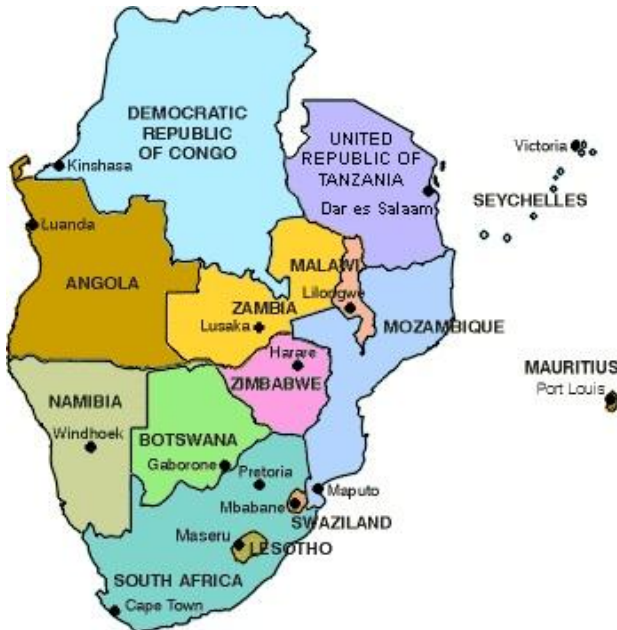 DEMOCRATIC
REPUBLIC
OF CONGO
Kinshasa
UNITED
REPUBLIC OF
TANZANIA
Dar es Salaam
Victoria
SEYCHELLES
Luanda
ANGOLA
MALAWI
Lilongwe
ZAMBIA
Lusaka
MOZAMBIQUE
Harare
ZIMBABWE
MAURITIUS
Port Louis
NAMIBIA
Windhoek
BOTSWANA
Gaborone
Pretoria
Mbabane
Maputo
SWAZILAND
Maseru
LESOTHO
SOUTH AFRICA
Cape Town